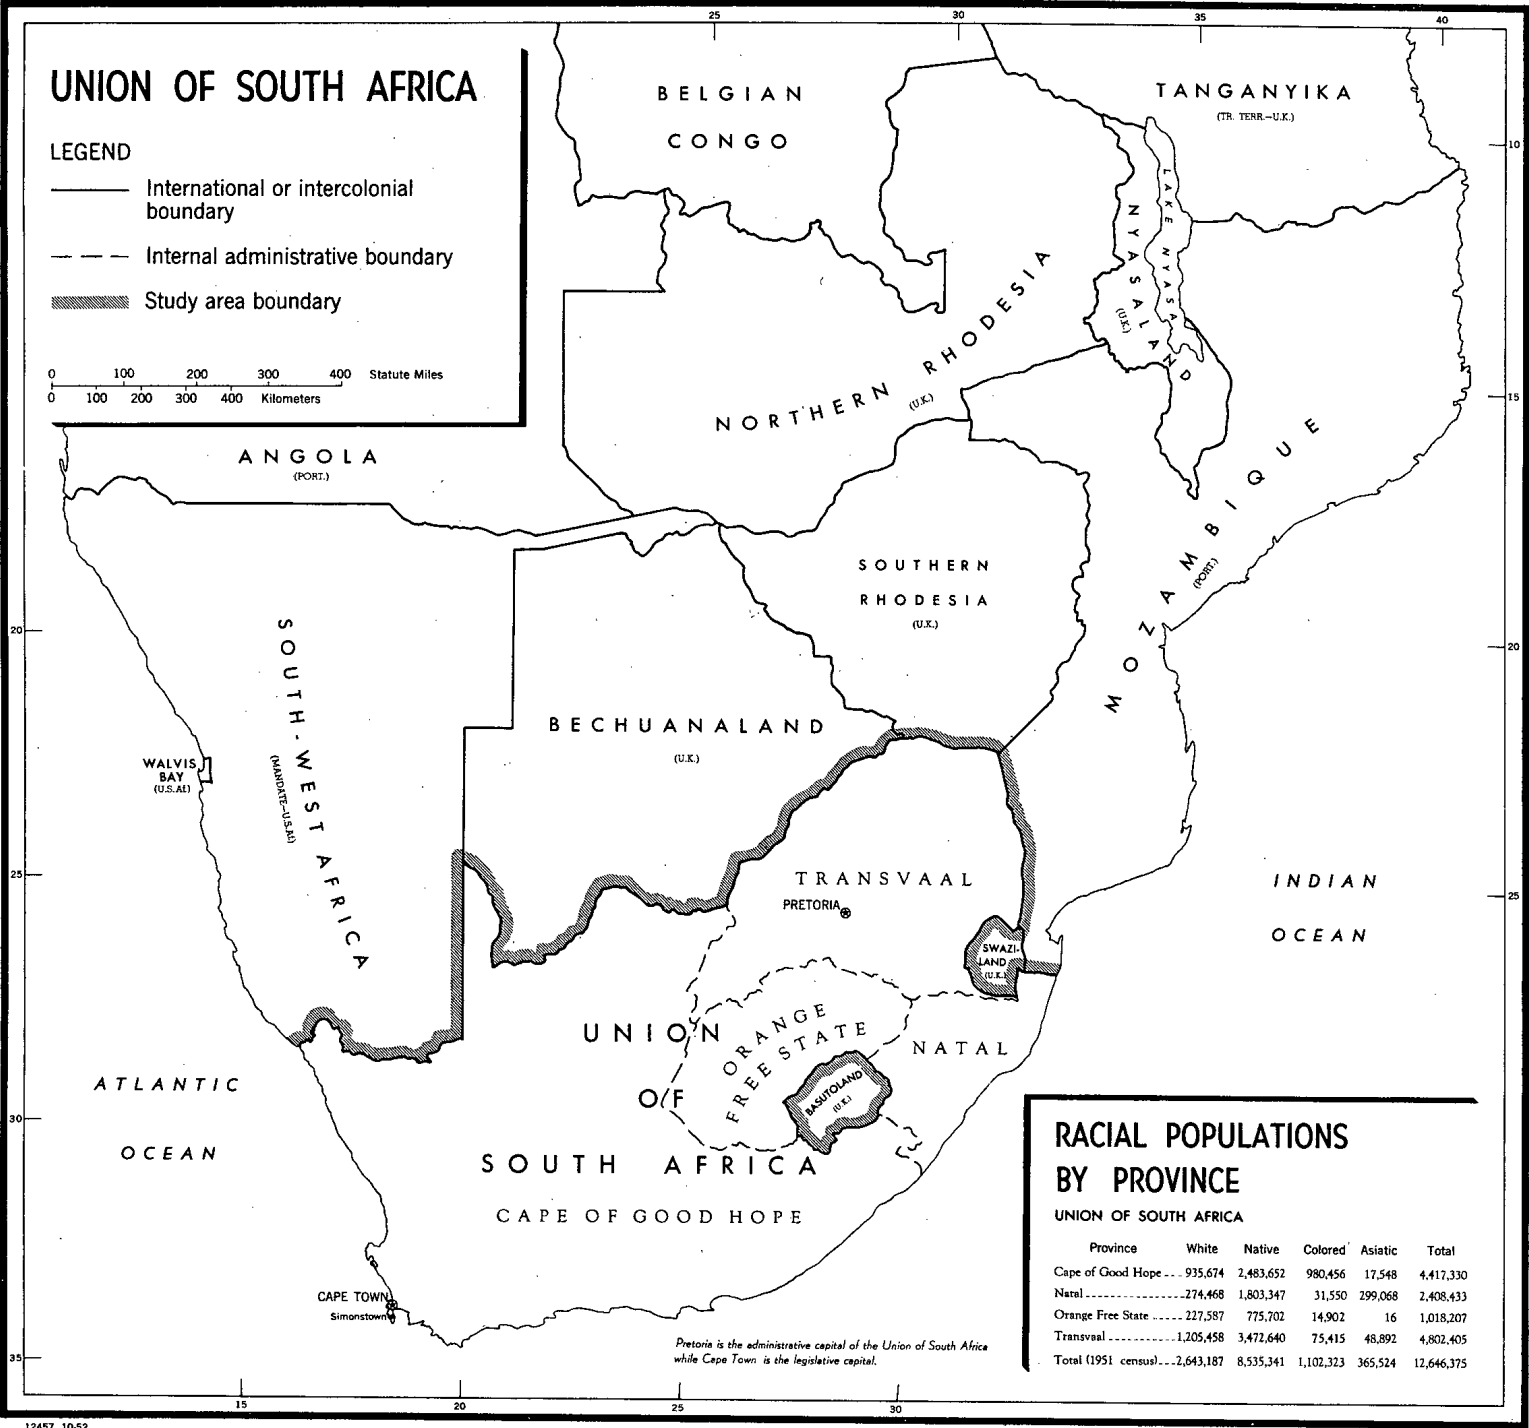 25 30 35 40
UNION OF SOUTH AFRICA
LEGEND
International or intercolonial
boundary
Internal administrative boundary
Study area boundary
0 100 200 300 400 Statute Miles
0 100 200 300 400 Kilometers
BELGIAN
CONGO
TANGANYIKA
(TR. TERR.—U.K.)
10
LAKE NYASA
NYASALAND
(U.K.)
NORTHERN RHODESIA
(U.K.)
15
ANGOLA
(PORT.)
MOZAMBIQUE
(PORT.)
SOUTHERN
RHODESIA
(U.K.)
20
20
SOUTH-WEST AFRICA
(MANDATE—U.S.Af.)
BECHUANALAND
(U.K.)
WALVIS
BAY
(U.S.Af.)
25
25
TRANSVAAL
PRETORIA
INDIAN
OCEAN
SWAZI-
LAND
(U.K.)
UNION
OF
SOUTH AFRICA
ORANGE
FREE STATE
NATAL
BASUTOLAND
(U.K.)
ATLANTIC
OCEAN
30
CAPE OF GOOD HOPE
CAPE TOWN
Simonstown
35
Pretoria is the administrative capital of the Union of South Africa
while Cape Town is the legislative capital.
RACIAL POPULATIONS
BY PROVINCE
UNION OF SOUTH AFRICA
Province White Native Colored Asiatic Total
Cape of Good Hope 935,674 2,483,652 980,456 17,548 4,417,330
Natal 274,468 1,803,347 31,550 299,068 2,408,433
Orange Free State 227,587 775,702 14,902 16 1,018,207
Transvaal 1,205,458 3,472,640 75,415 48,892 4,802,405
Total (1951 census) 2,643,187 8,535,341 1,102,323 365,524 12,646,375
15 20 25 30
12457 10-52